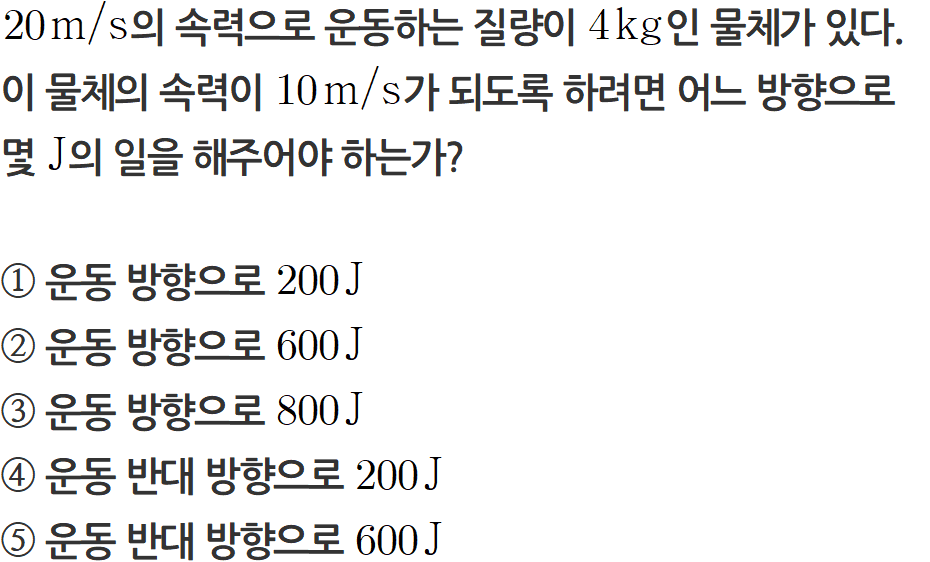 20 m/s의 속력으로 운동하는 질량이 4 kg인 물체가 있다.
이 물체의 속력이 10 m/s가 되도록 하려면 어느 방향으로
몇 J의 일을 해주어야 하는가?
① 운동 방향으로 200 J
② 운동 방향으로 600 J
③ 운동 방향으로 800 J
④ 운동 반대 방향으로 200 J
⑤ 운동 반대 방향으로 600 J